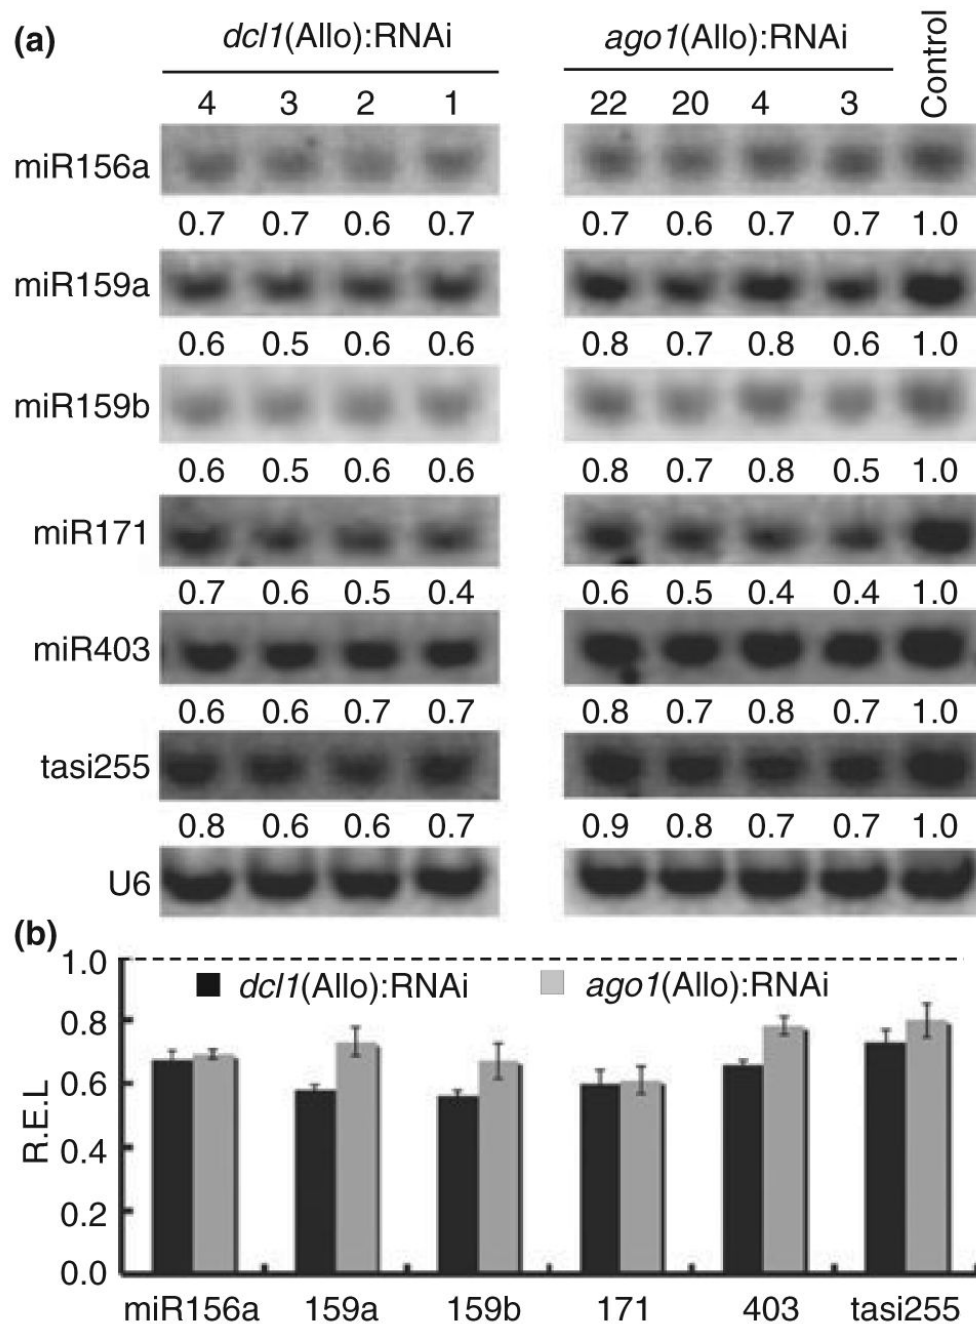 (a) dcl1(Allo):RNAi ago1(Allo):RNAi Control
4 3 2 1 22 20 4 3
miR156a
0.7 0.7 0.6 0.7 0.7 0.6 0.7 0.7 1.0
miR159a
0.6 0.5 0.6 0.6 0.8 0.7 0.8 0.6 1.0
miR159b
0.6 0.5 0.6 0.6 0.8 0.7 0.8 0.5 1.0
miR171
0.7 0.6 0.5 0.4 0.6 0.5 0.4 0.4 1.0
miR403
0.6 0.6 0.7 0.7 0.8 0.7 0.8 0.7 1.0
tasi255
0.8 0.6 0.6 0.7 0.9 0.8 0.7 0.7 1.0
U6
(b)
1.0
dcl1(Allo):RNAi ago1(Allo):RNAi
0.8
0.6
R.E.L
0.4
0.2
0.0
miR156a 159a 159b 171 403 tasi255